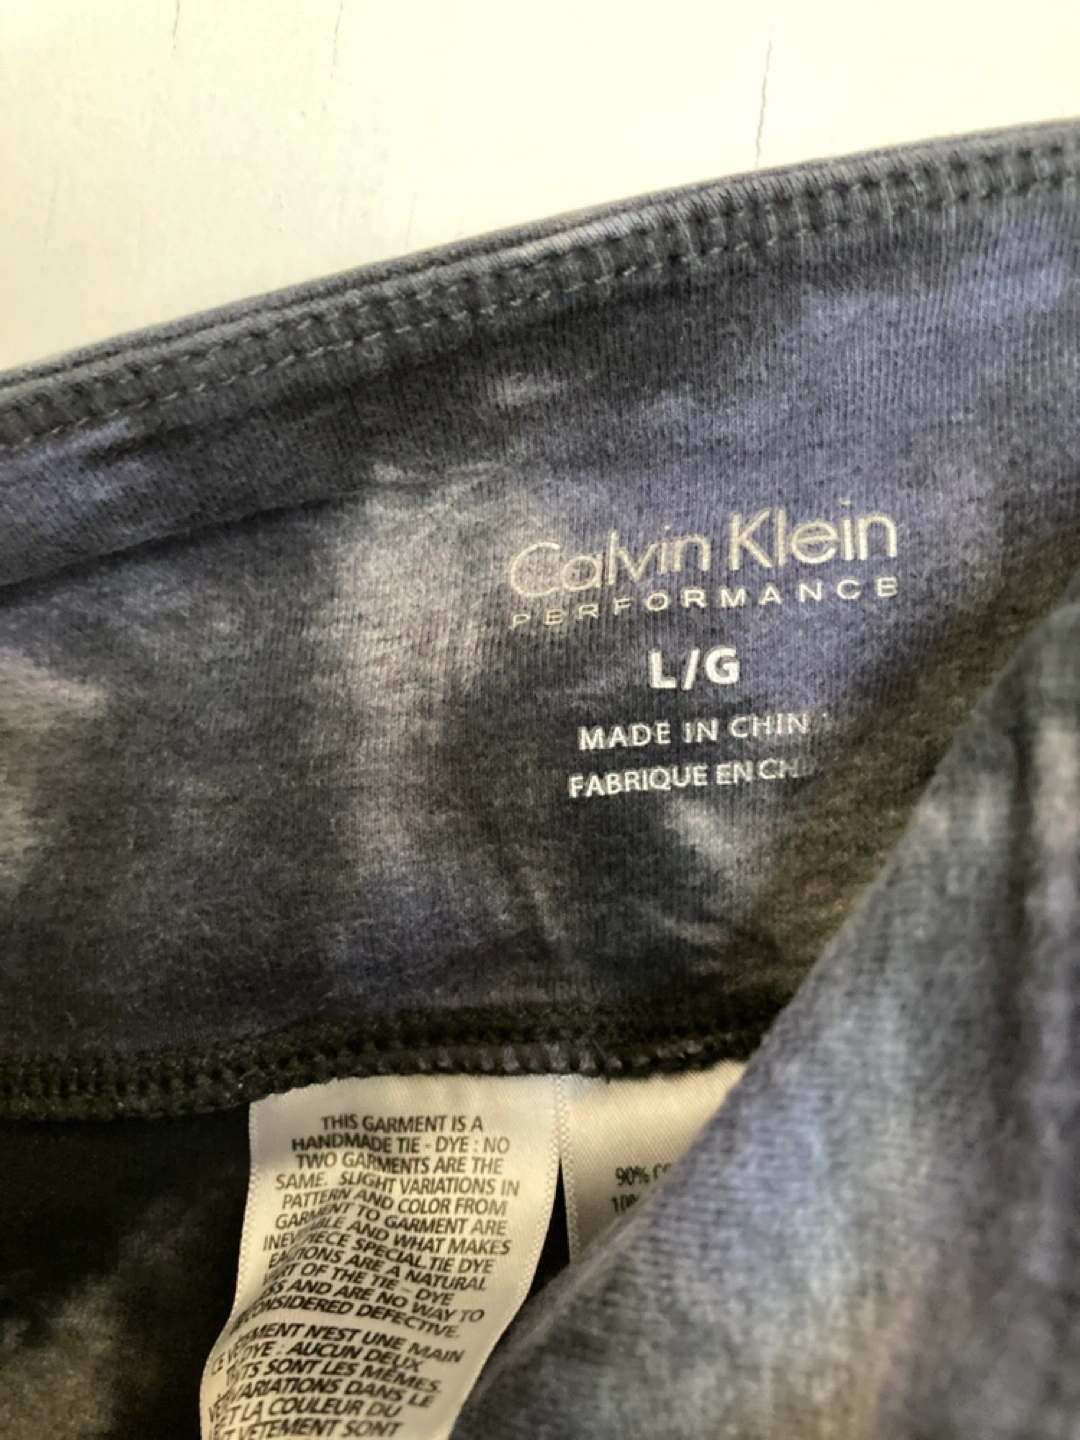 Calvin Klein
PERFORMANCE
L/G
MADE IN CHIN
FABRIQUE EN CH
THIS GARMENT IS A
HANDMADE TIE - DYE : NO
TWO GARMENTS ARE THE
SAME. SLIGHT VARIATIONS IN
PATTERN AND COLOR FROM
GARMENT TO GARMENT ARE
AND WHAT MAKES
SPECIAL. TIE DYE
ARE A NATURAL
OF THE TIE - DYE
AND ARE NO WAY TO
CONSIDERED DEFECTIVE.
N'EST UNE MAIN
DYE : AUCUN DEUX
SONT LES MÊMES.
VARIATIONS DANS LE
ET LA COULEUR DU
VETEMENT SONT
90%